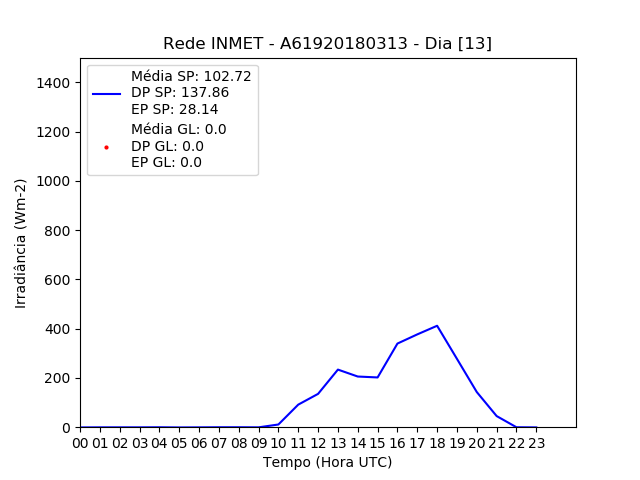 Rede INMET - A61920180313 - Dia [13]
Média SP: 102.72
DP SP: 137.86
EP SP: 28.14
Média GL: 0.0
DP GL: 0.0
EP GL: 0.0
Irradiância (Wm-2)
1400
1200
1000
800
600
400
200
0
00 01 02 03 04 05 06 07 08 09 10 11 12 13 14 15 16 17 18 19 20 21 22 23
Tempo (Hora UTC)